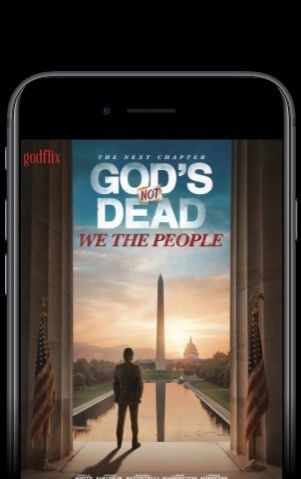 godflix
THE NEXT CHAPTER
GOD'S
NOT
DEAD
WE THE PEOPLE